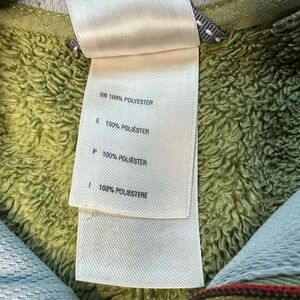 GB 100% POLYESTER
E 100% POLIÉSTER
P 100% POLIÉSTER
I 100% POLIESTERE